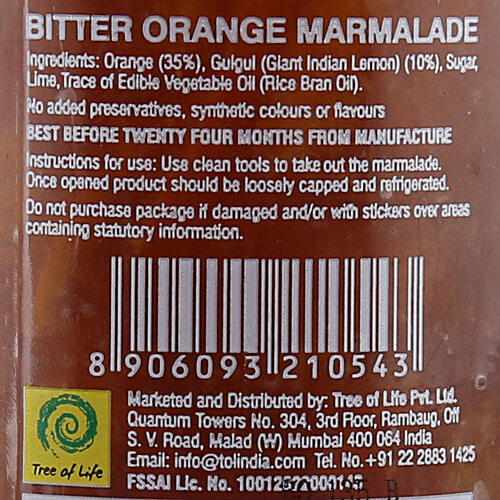 BITTER ORANGE MARMALADE
Ingredients: Orange (35%), Gulgul (Giant Indian Lemon) (10%), Sugar,
Lime, Trace of Edible Vegetable Oil (Rice Bran Oil).
No added preservatives, synthetic colours or flavours
BEST BEFORE TWENTY FOUR MONTHS FROM MANUFACTURE
Instructions for use: Use clean tools to take out the marmalade.
Once opened product should be loosely capped and refrigerated.
Do not purchase package if damaged and/or with stickers over areas
containing statutory information.
8 906093 210543
Marketed and Distributed by: Tree of Life Pvt. Ltd.
Quantum Towers No. 304, 3rd Floor, Rambaug, Off
S. V. Road, Malad (W) Mumbai 400 064 India
Email: info@tolindia.com Tel. No. +91 22 2883 1425
FSSAI Lic. No.
Tree of Life